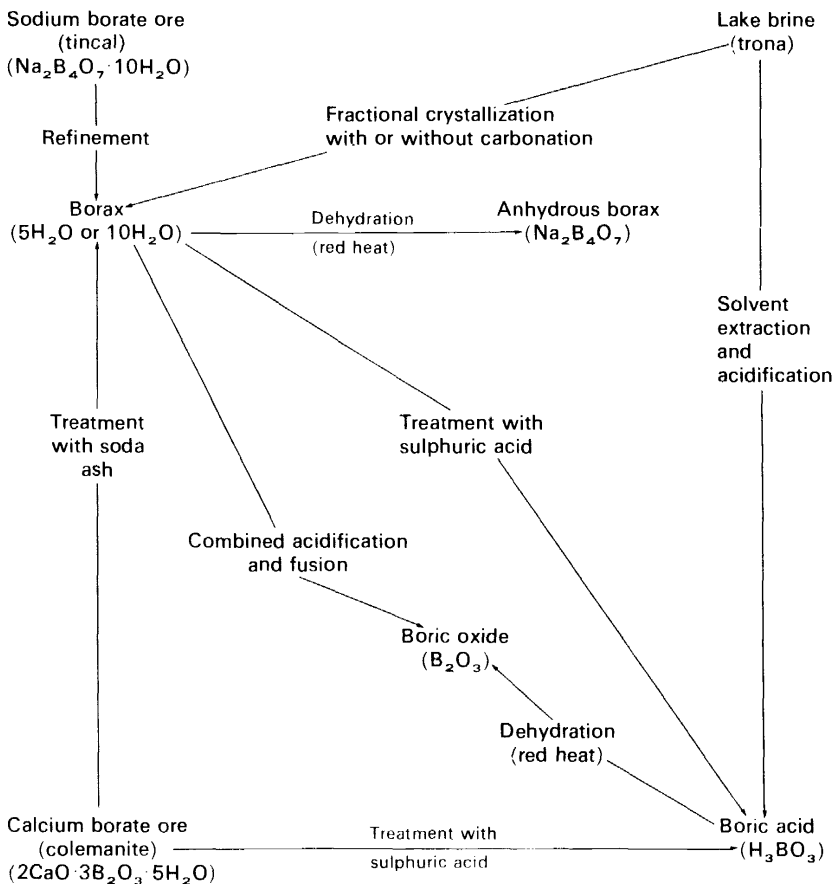 Sodium borate ore
(tincal)
(Na₂B₄O₇·10H₂O)
Lake brine
(trona)
Fractional crystallization
with or without carbonation
Refinement
Borax
(5H₂O or 10H₂O)
Dehydration
(red heat)
Anhydrous borax
(Na₂B₄O₇)
Solvent
extraction
and
acidification
Treatment
with soda
ash
Treatment with
sulphuric acid
Combined acidification
and fusion
Boric oxide
(B₂O₃)
Dehydration
(red heat)
Calcium borate ore
(colemanite)
(2CaO·3B₂O₃·5H₂O)
Treatment with
sulphuric acid
Boric acid
(H₃BO₃)